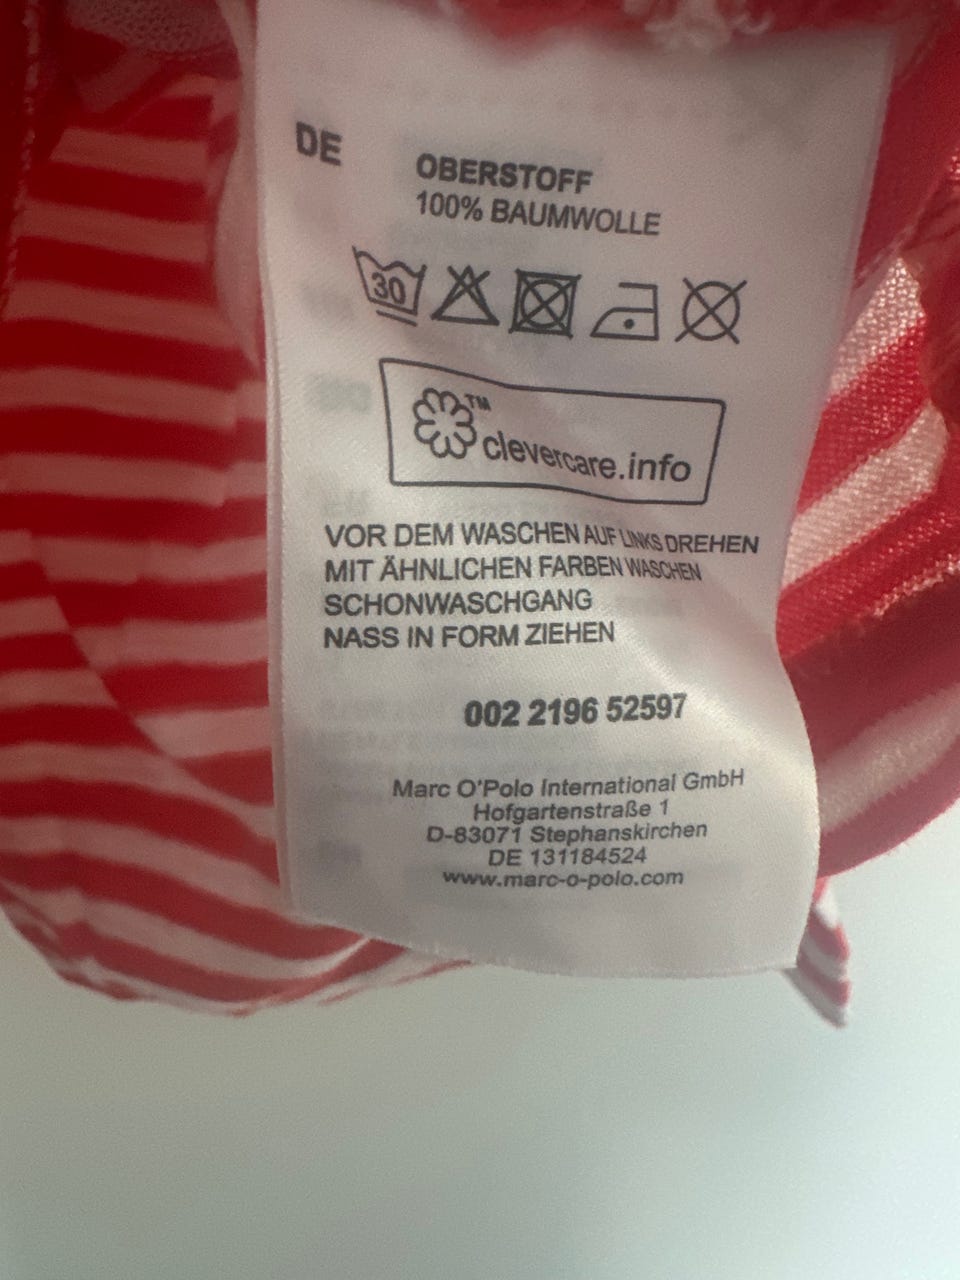 DE
OBERSTOFF
100% BAUMWOLLE
30
TM
clevercare.info
VOR DEM WASCHEN AUF LINKS DREHEN
MIT ÄHNLICHEN FARBEN WASCHEN
SCHONWASCHGANG
NASS IN FORM ZIEHEN
002 2196 52597
Marc O'Polo International GmbH
Hofgartenstraße 1
D-83071 Stephanskirchen
DE 131184524
www.marc-o-polo.com